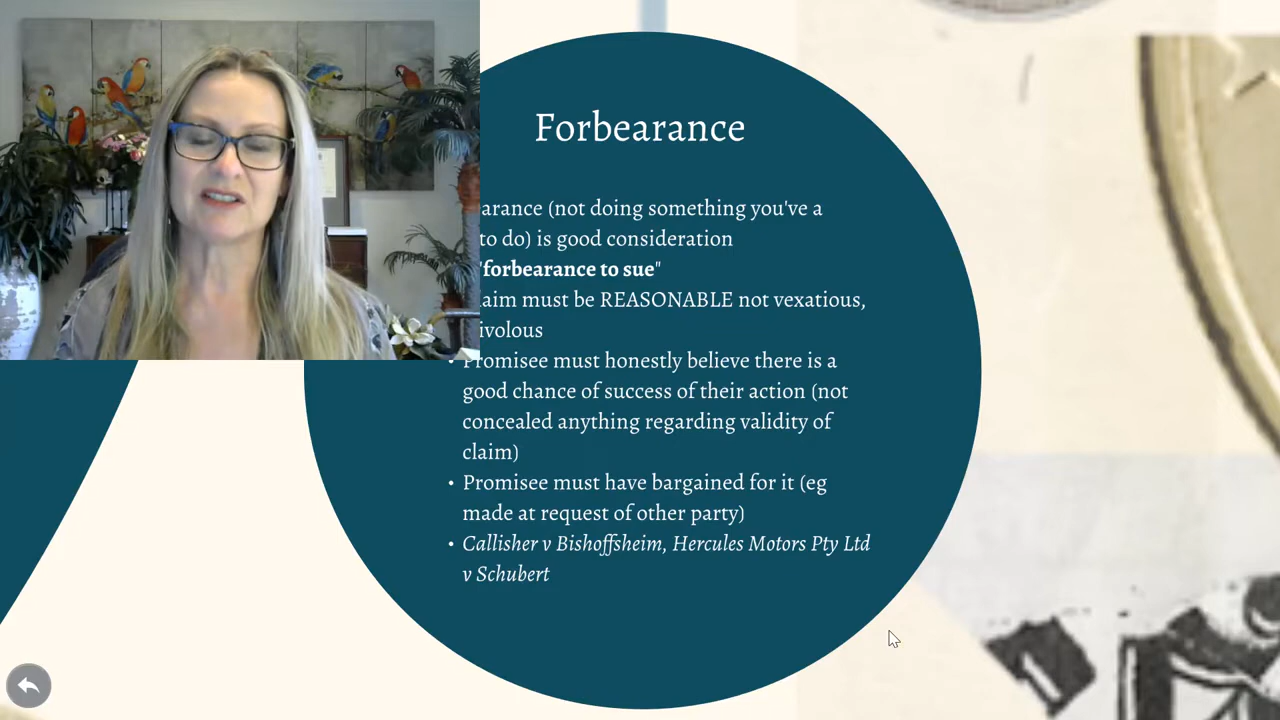 Forbearance
arance (not doing something you've a
to do) is good consideration
"forbearance to sue"
aim must be REASONABLE not vexatious,
ivolous
• Promisee must honestly believe there is a
good chance of success of their action (not
concealed anything regarding validity of
claim)
• Promisee must have bargained for it (eg
made at request of other party)
• Callisher v Bishoffsheim, Hercules Motors Pty Ltd
v Schubert